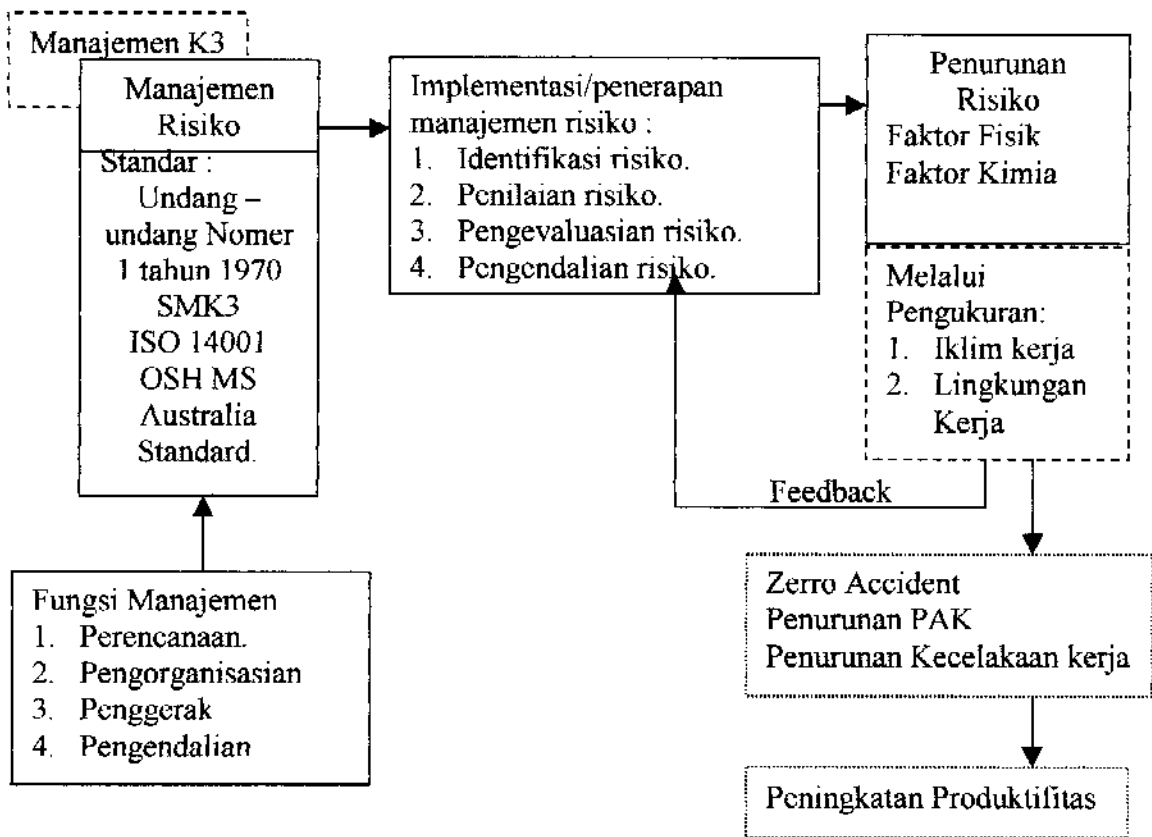 Manajemen K3
Manajemen
Risiko
Standar :
Undang –
undang Nomer
1 tahun 1970
SMK3
ISO 14001
OSH MS
Australia
Standard.
Implementasi/penerapan
manajemen risiko :
1. Identifikasi risiko.
2. Penilaian risiko.
3. Pengevaluasian risiko.
4. Pengendalian risiko.
Penurunan
Risiko
Faktor Fisik
Faktor Kimia
Melalui
Pengukuran:
1. Iklim kerja
2. Lingkungan
Kerja
Feedback
Fungsi Manajemen
1. Perencanaan.
2. Pengorganisasian
3. Penggerak
4. Pengendalian
Zerro Accident
Penurunan PAK
Penurunan Kecelakaan kerja
Peningkatan Produktifitas